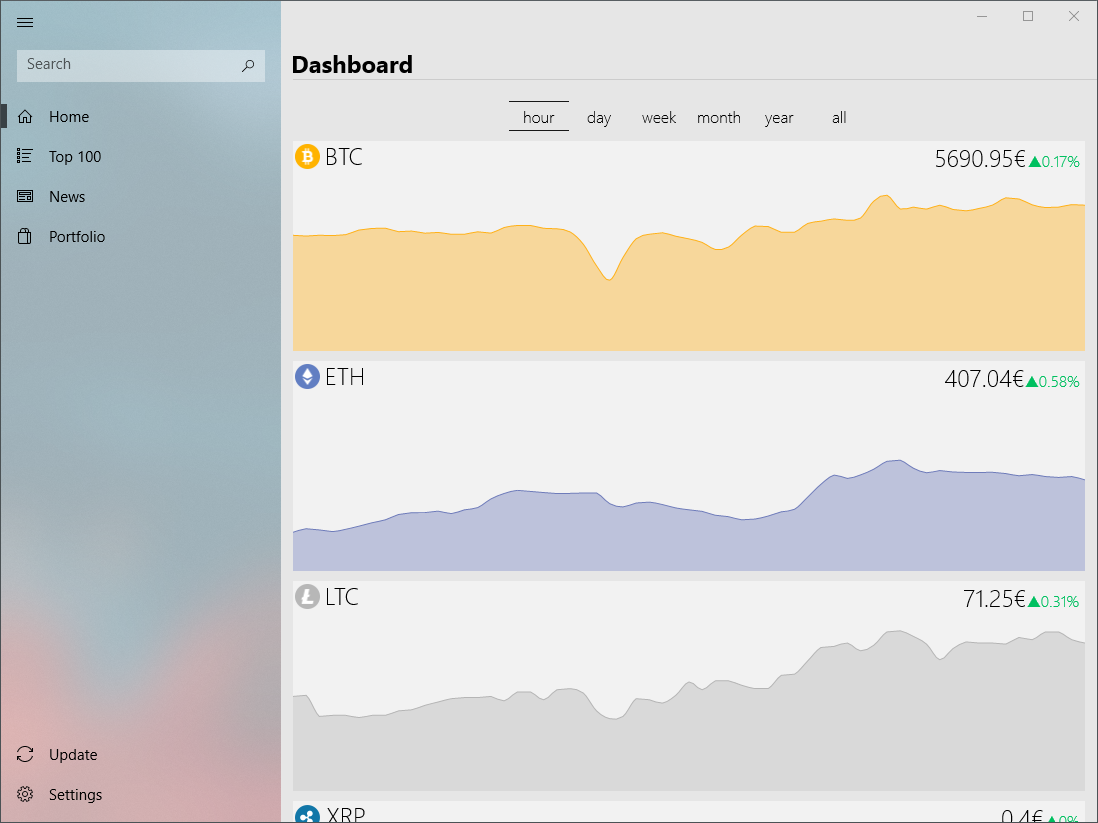 Search
Home
Top 100
News
Portfolio
Update
Settings
Dashboard
hour day week month year all
BTC 5690.95€▲0.17%
ETH 407.04€▲0.58%
LTC 71.25€▲0.31%
XRP 0.4€▲0%